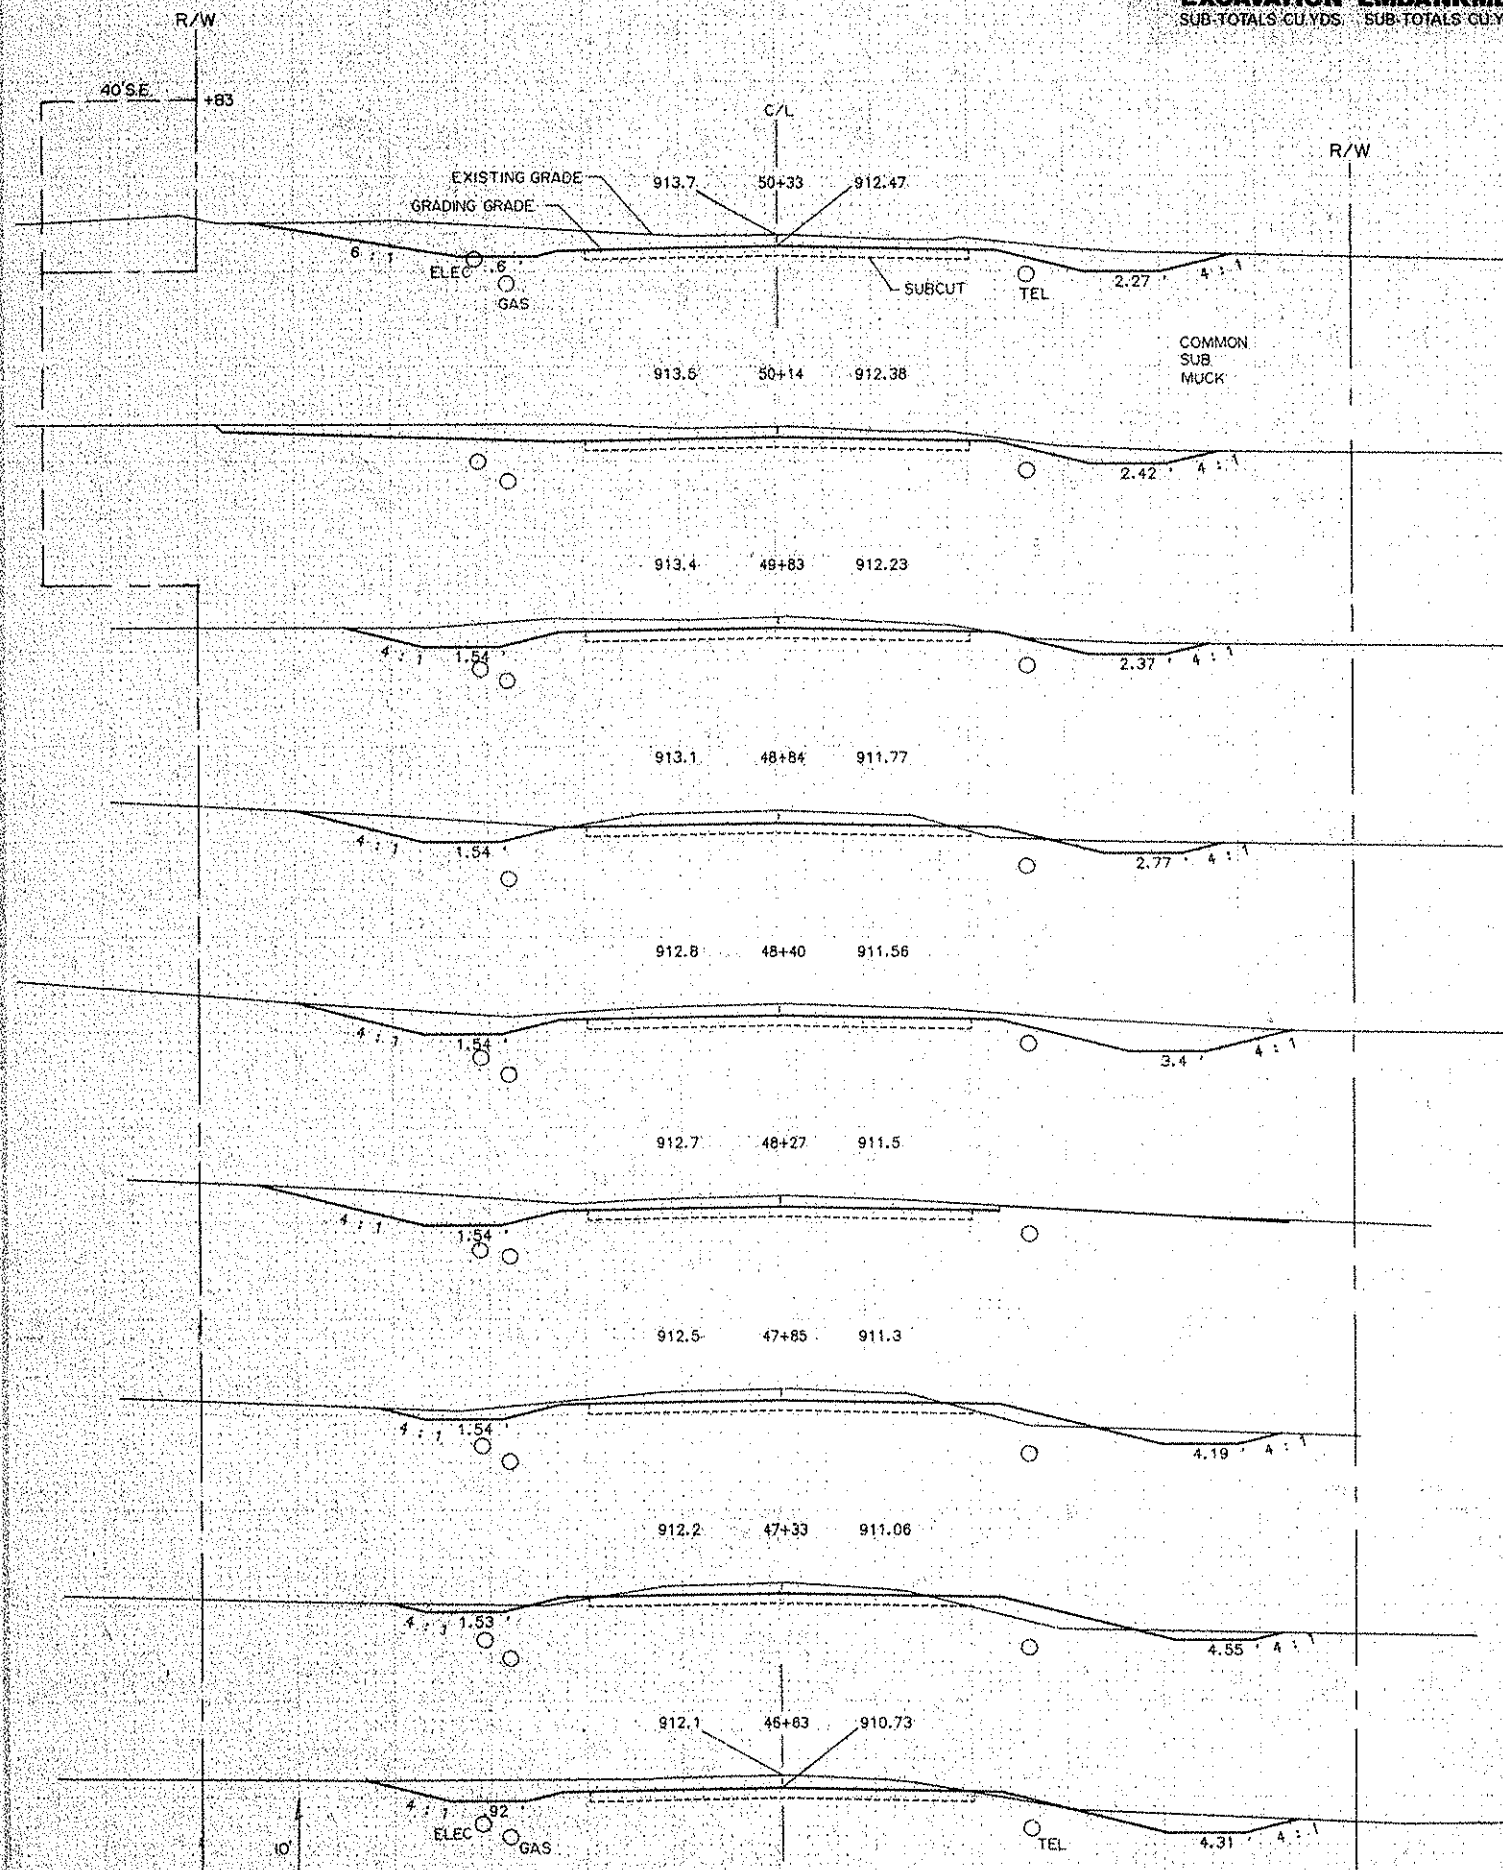 SUB-TOTALS CU.YDS. SUB-TOTALS CU.Y
R/W
40' S.E. +83
C/L
R/W
EXISTING GRADE 913.7 50+33 912.47
GRADING GRADE
6 : 1 ELEC .6 '
GAS
SUBCUT
TEL
2.27 ' 4 : 1
COMMON
SUB
MUCK
913.5 50+14 912.38
2.42 ' 4 : 1
913.4 49+83 912.23
4 : 1 1.54 ' 2.37 ' 4 : 1
913.1 48+84 911.77
4 : 1 1.54 ' 2.77 ' 4 : 1
912.8 48+40 911.56
4 : 1 1.54 ' 3.4 ' 4 : 1
912.7 48+27 911.5
4 : 1 1.54 '
912.5 47+85 911.3
4 : 1 1.54 ' 4.19 ' 4 : 1
912.2 47+33 911.06
4 : 1 1.53 ' 4.55 ' 4 : 1
912.1 46+63 910.73
4 : 1 .92 ' 4.31 ' 4 : 1
ELEC GAS TEL
10'